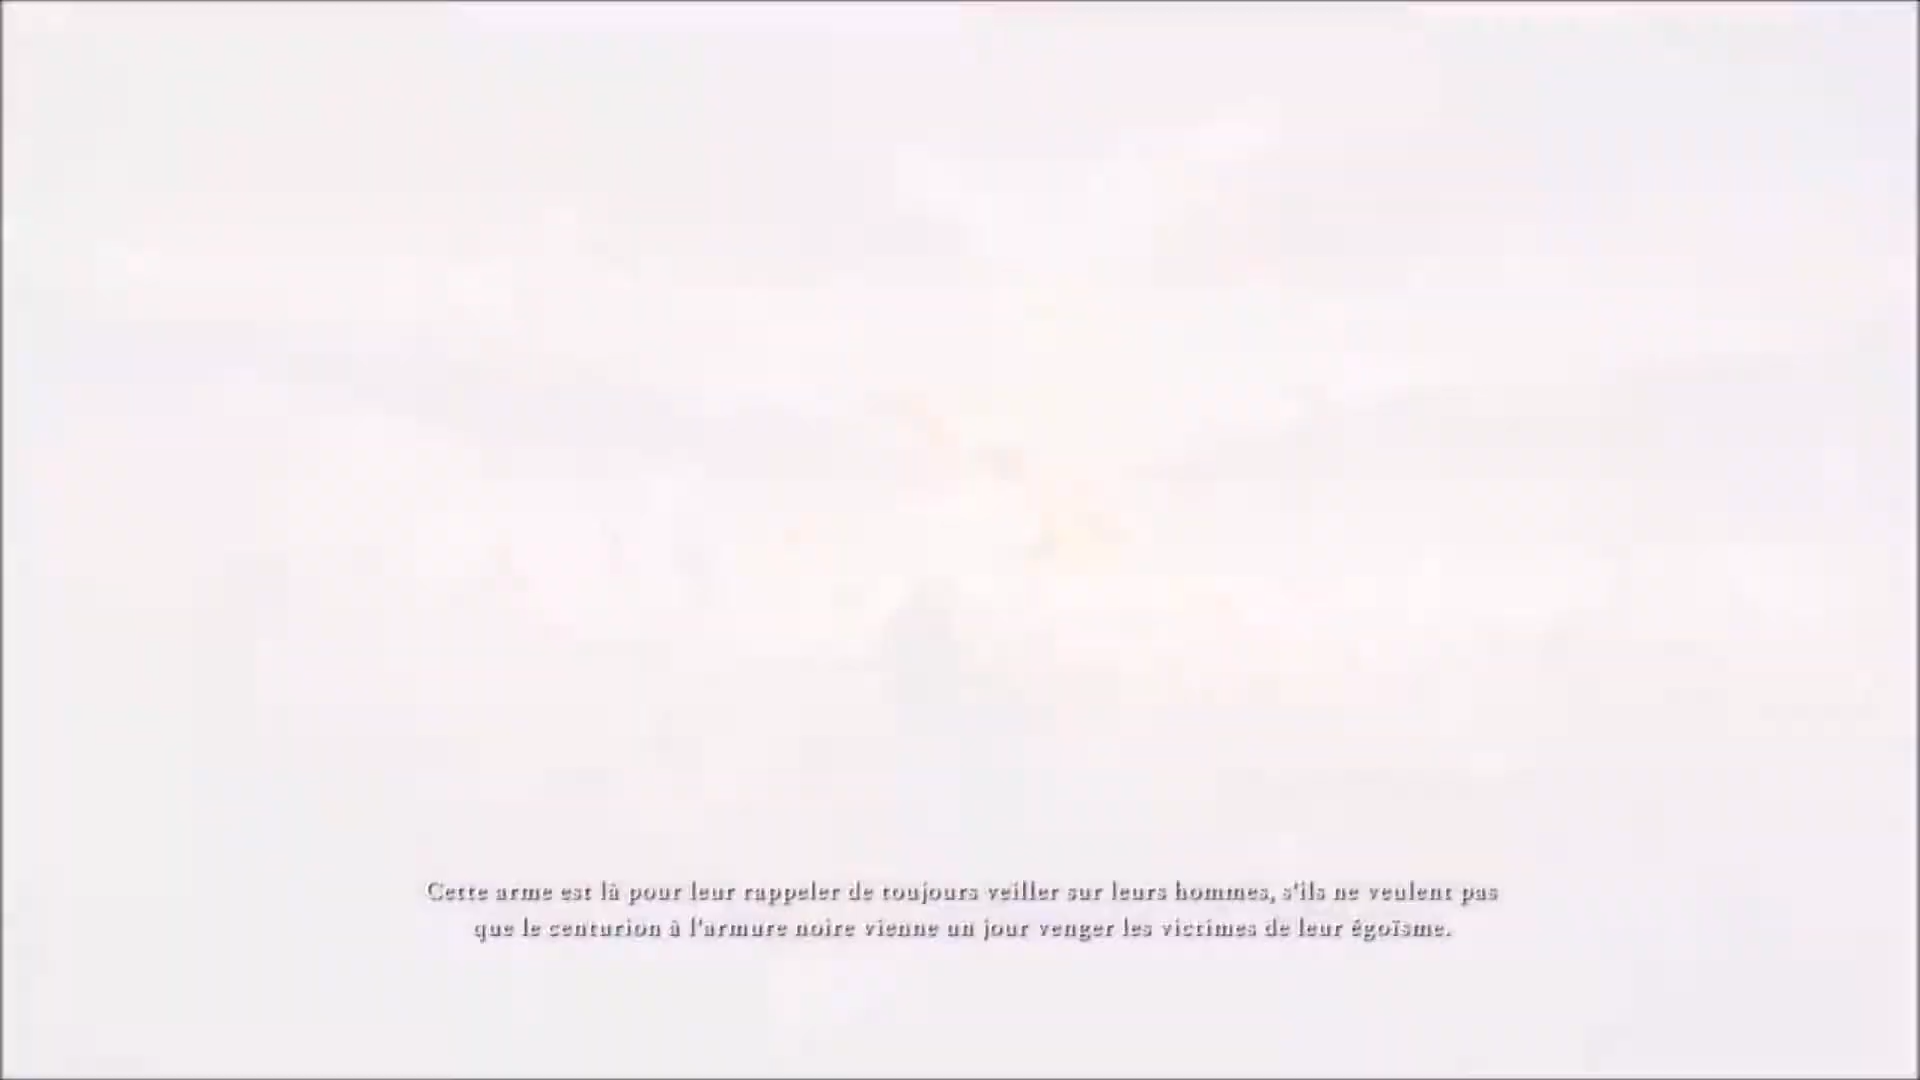 Cette arme est là pour leur rappeler de toujours veiller sur leurs hommes, s'ils ne veulent pas
que le centurion à l'armure noire vienne un jour venger les victimes de leur égoïsme.